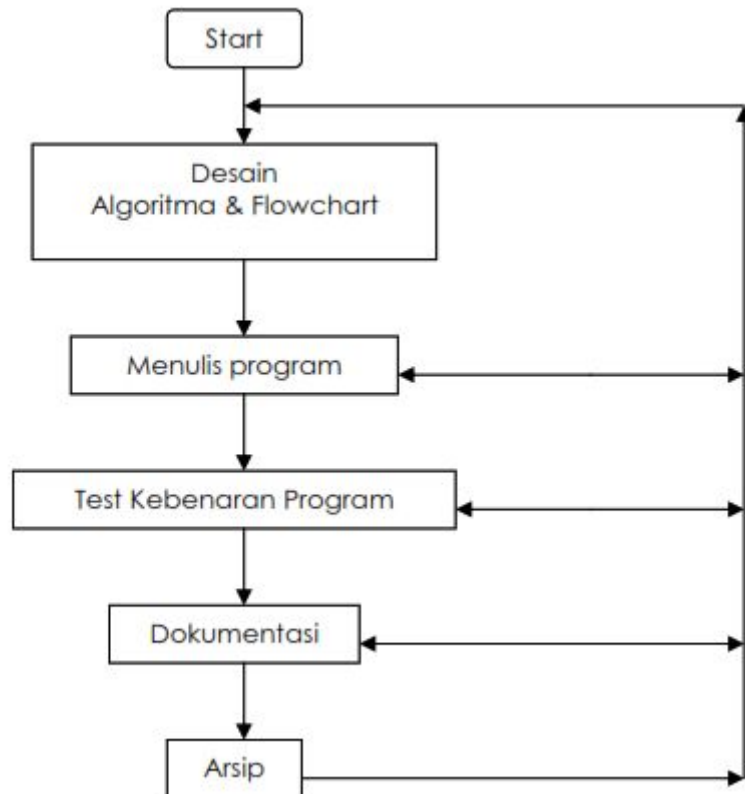 Start
Desain
Algoritma & Flowchart
Menulis program
Test Kebenaran Program
Dokumentasi
Arsip